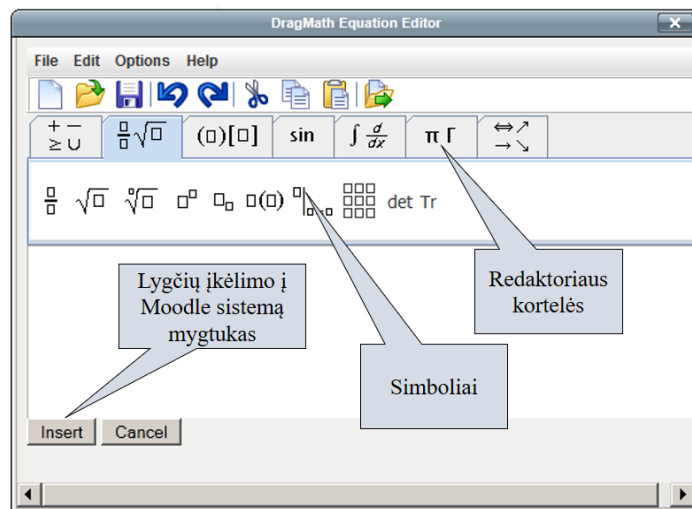 DragMath Equation Editor
File Edit Options Help
+ − ≥ ∪ ▯/▯ √▯ (▯)[▯] sin ∫ d/dx π Γ ⇔ ↗ → ↘
▯/▯ √▯ ▯√▯ ▯▯ ▯▯ ▯(▯) ▯|▯..▯ det Tr
Lygčių įkėlimo į
Moodle sistemą
mygtukas
Redaktoriaus
kortelės
Simboliai
Insert Cancel